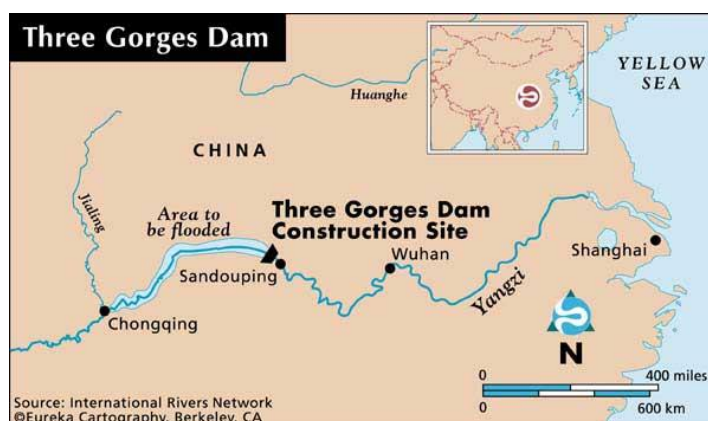 Three Gorges Dam
YELLOW
SEA
Huanghe
CHINA
Jialing
Area to
be flooded
Three Gorges Dam
Construction Site
Wuhan
Shanghai
Sandouping
Yangzi
Chongqing
N
0 400 miles
0 600 km
Source: International Rivers Network
©Eureka Cartography, Berkeley, CA